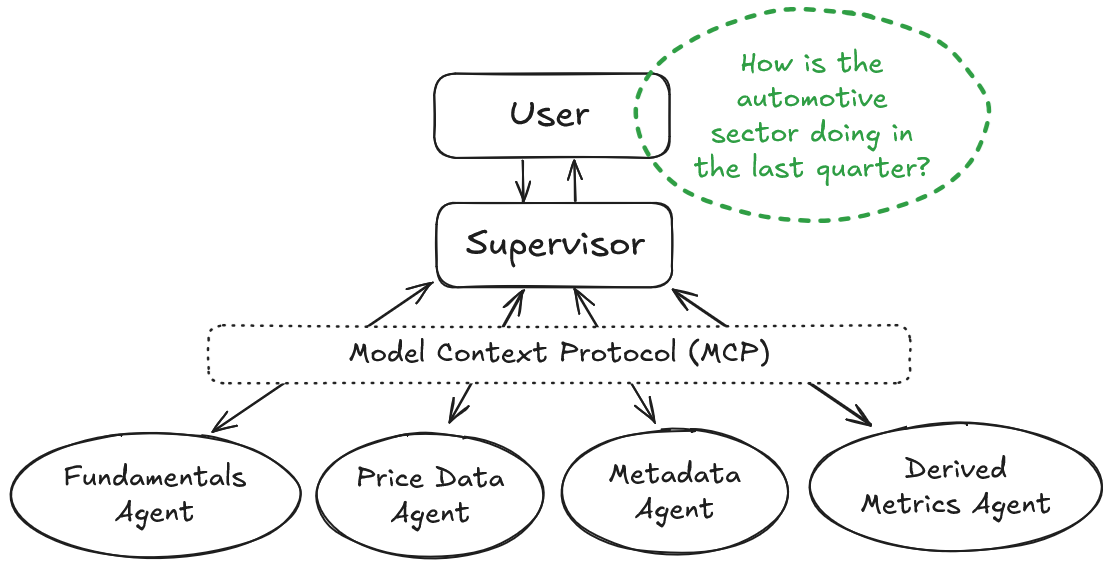 User
How is the
automotive
sector doing in
the last quarter?
Supervisor
Model Context Protocol (MCP)
Fundamentals
Agent
Price Data
Agent
Metadata
Agent
Derived
Metrics Agent